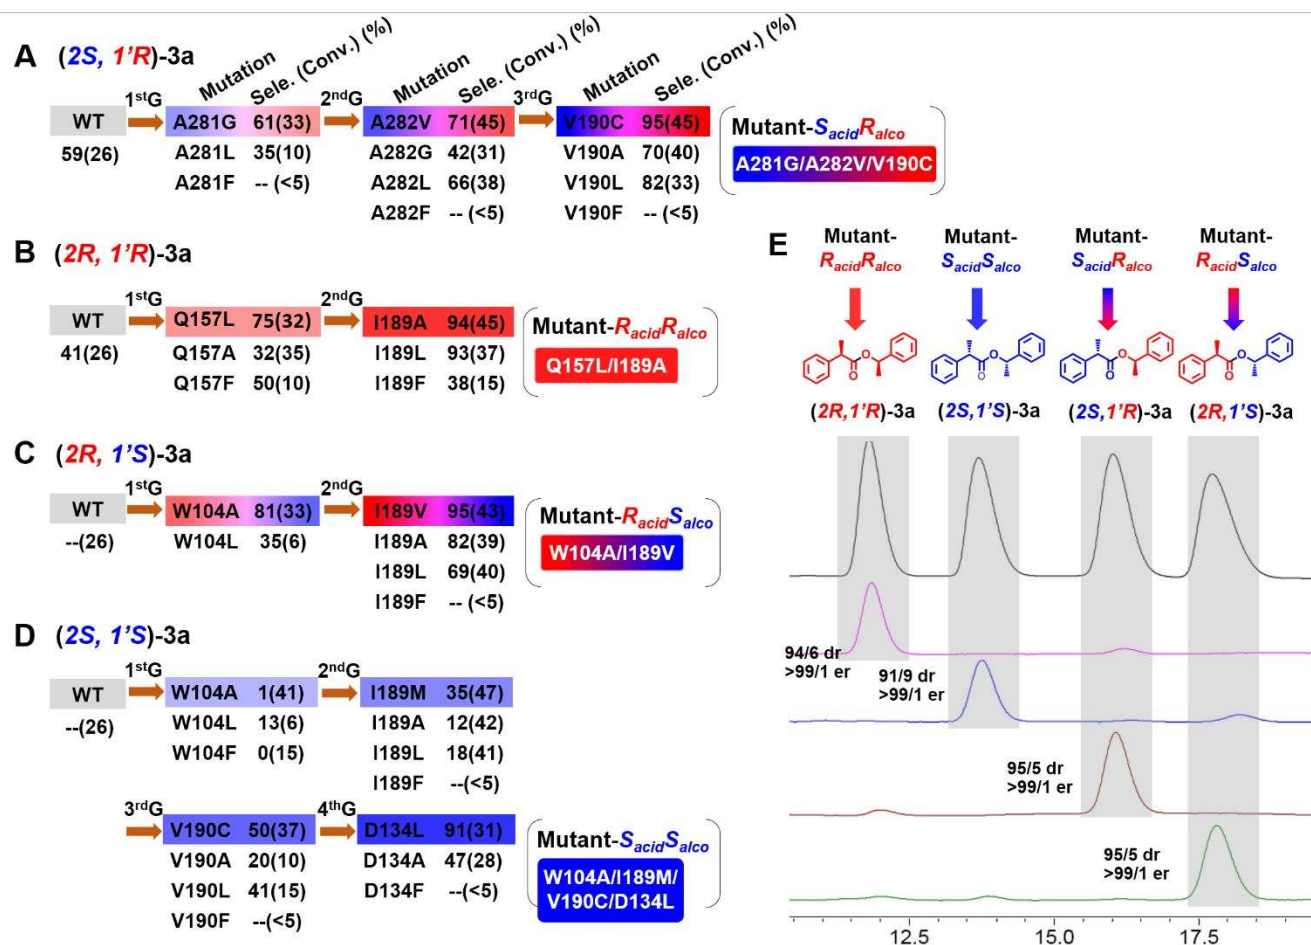 A (2S, 1'R)-3a
Mutation Sele. (Conv.) (%) Mutation Sele. (Conv.) (%) Mutation Sele. (Conv.) (%)
1stG 2ndG 3rdG
WT A281G 61(33) A282V 71(45) V190C 95(45)
59(26) A281L 35(10) A282G 42(31) V190A 70(40)
A281F -- (<5) A282L 66(38) V190L 82(33)
A282F -- (<5) V190F -- (<5)
Mutant-SacidRalco
A281G/A282V/V190C
B (2R, 1'R)-3a
1stG 2ndG
WT Q157L 75(32) I189A 94(45)
41(26) Q157A 32(35) I189L 93(37)
Q157F 50(10) I189F 38(15)
Mutant-RacidRalco
Q157L/I189A
C (2R, 1'S)-3a
1stG 2ndG
WT W104A 81(33) I189V 95(43)
--(26) W104L 35(6) I189A 82(39)
I189L 69(40)
I189F -- (<5)
Mutant-RacidSalco
W104A/I189V
D (2S, 1'S)-3a
1stG 2ndG
WT W104A 1(41) I189M 35(47)
--(26) W104L 13(6) I189A 12(42)
W104F 0(15) I189L 18(41)
I189F --(<5)
3rdG 4thG
V190C 50(37) D134L 91(31)
V190A 20(10) D134A 47(28)
V190L 41(15) D134F --(<5)
V190F --(<5)
Mutant-SacidSalco
W104A/I189M/
V190C/D134L
E Mutant- Mutant- Mutant- Mutant-
RacidRalco SacidSalco SacidRalco RacidSalco
O O O O
O O O O
(2R,1'R)-3a (2S,1'S)-3a (2S,1'R)-3a (2R,1'S)-3a
94/6 dr
>99/1 er
91/9 dr
>99/1 er
95/5 dr
>99/1 er
95/5 dr
>99/1 er
12.5 15.0 17.5